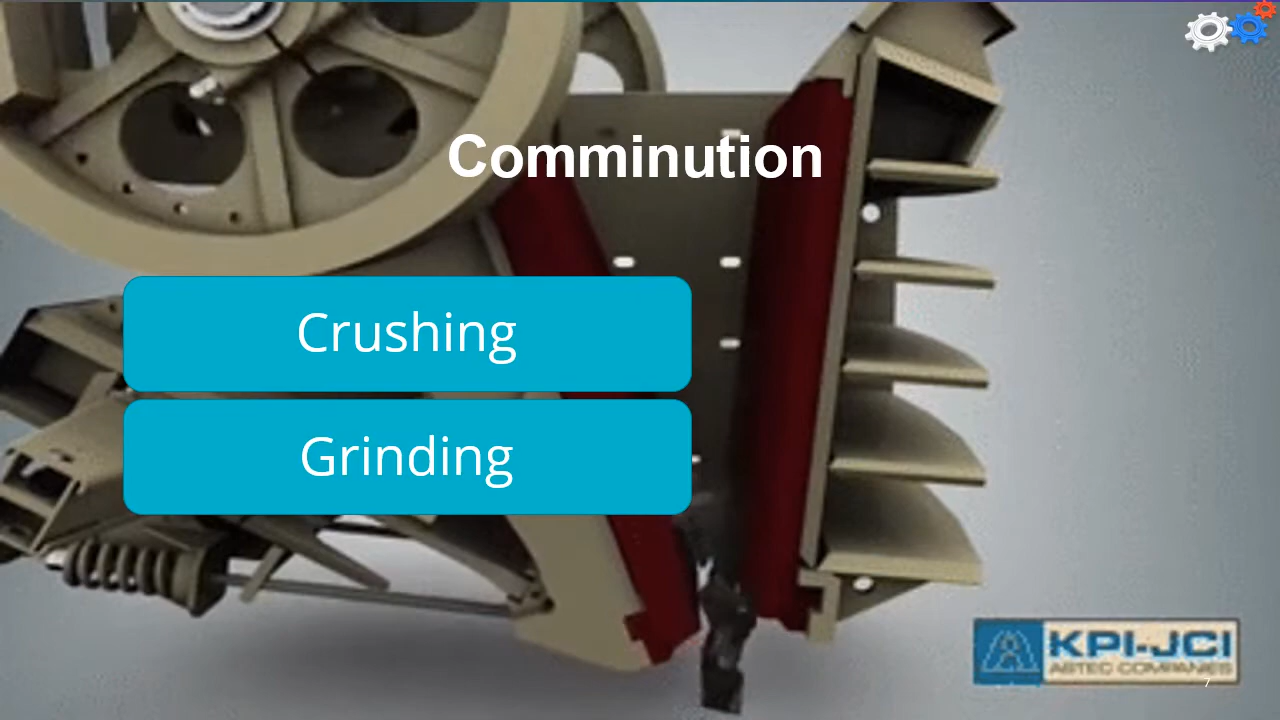 Comminution
Crushing
Grinding
KPI-JCI
ASTEC COMPANIES
7